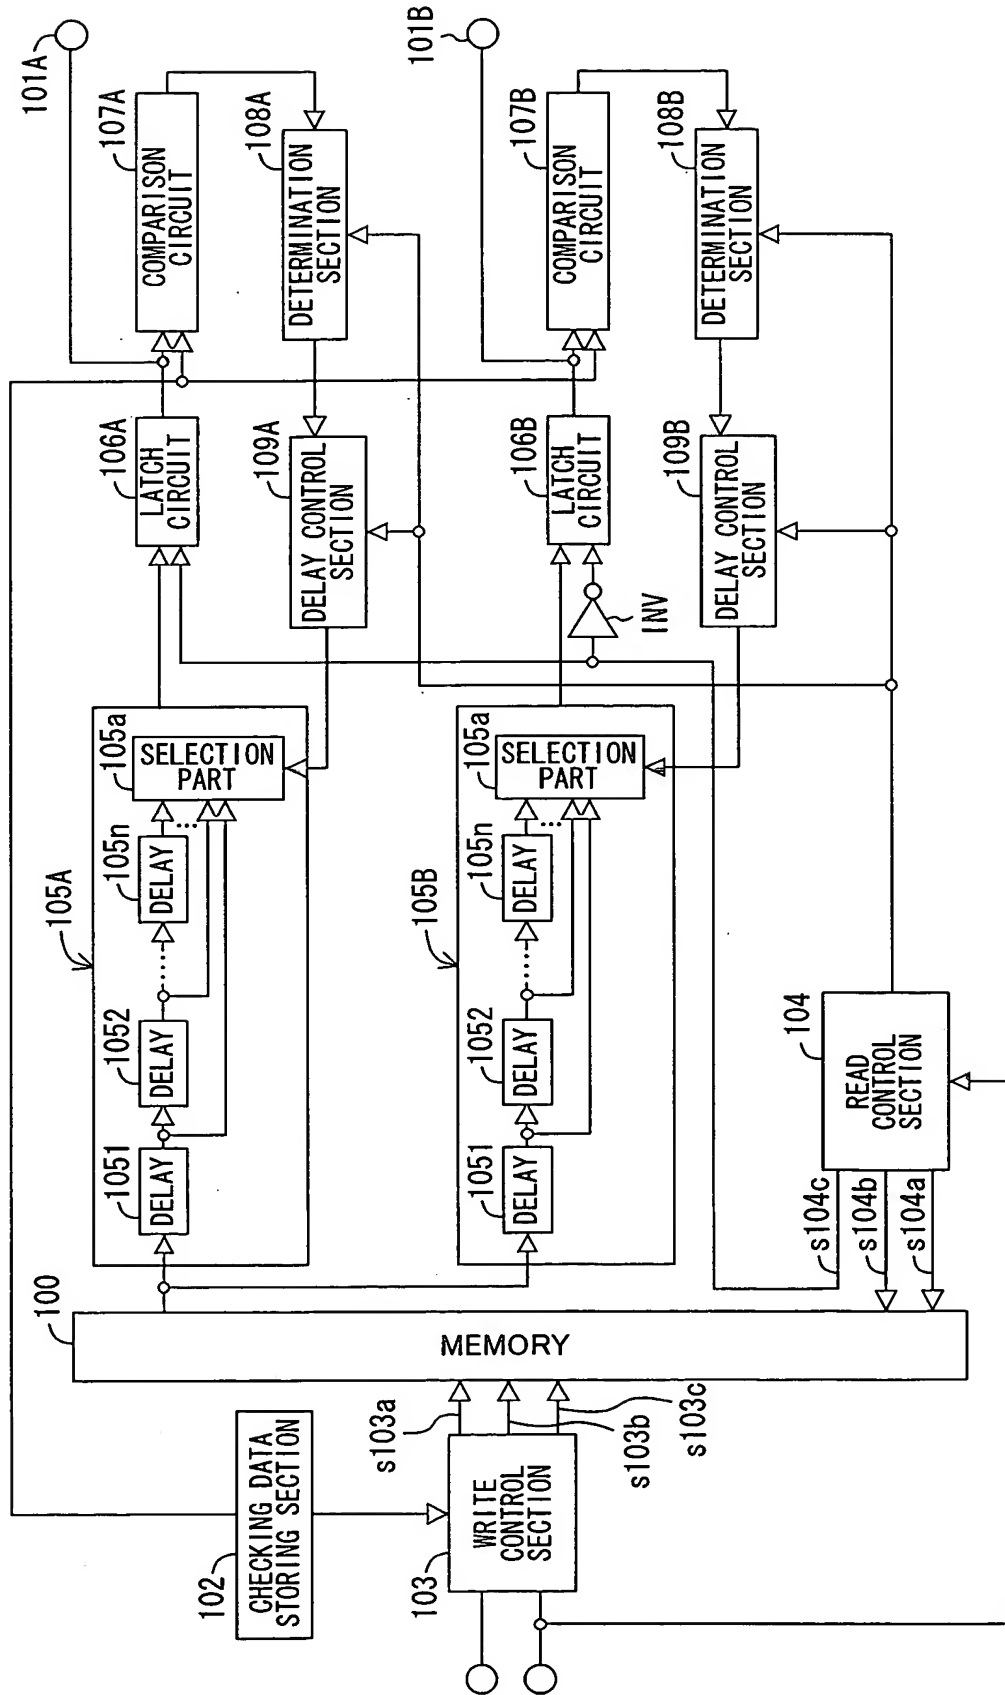 101A
107A
COMPARISON
CIRCUIT
108A
DETERMINATION
SECTION
106A
LATCH
CIRCUIT
109A
DELAY CONTROL
SECTION
105A
105a
SELECTION
PART
105n
DELAY
...
......
1052
DELAY
1051
DELAY
101B
107B
COMPARISON
CIRCUIT
108B
DETERMINATION
SECTION
106B
LATCH
CIRCUIT
109B
DELAY CONTROL
SECTION
INV
105B
105a
SELECTION
PART
105n
DELAY
...
......
1052
DELAY
1051
DELAY
100
MEMORY
104
READ
CONTROL
SECTION
s104c
s104b
s104a
102
CHECKING DATA
STORING SECTION
103
WRITE
CONTROL
SECTION
s103a
s103b
s103c